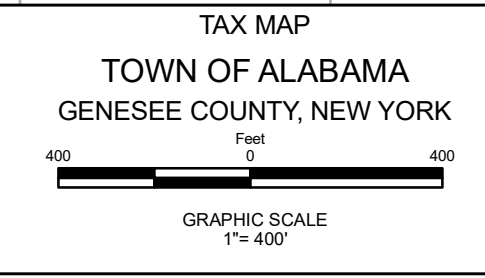 TAX MAP
TOWN OF ALABAMA
GENESEE COUNTY, NEW YORK
Feet
400 0 400
GRAPHIC SCALE
1"= 400'